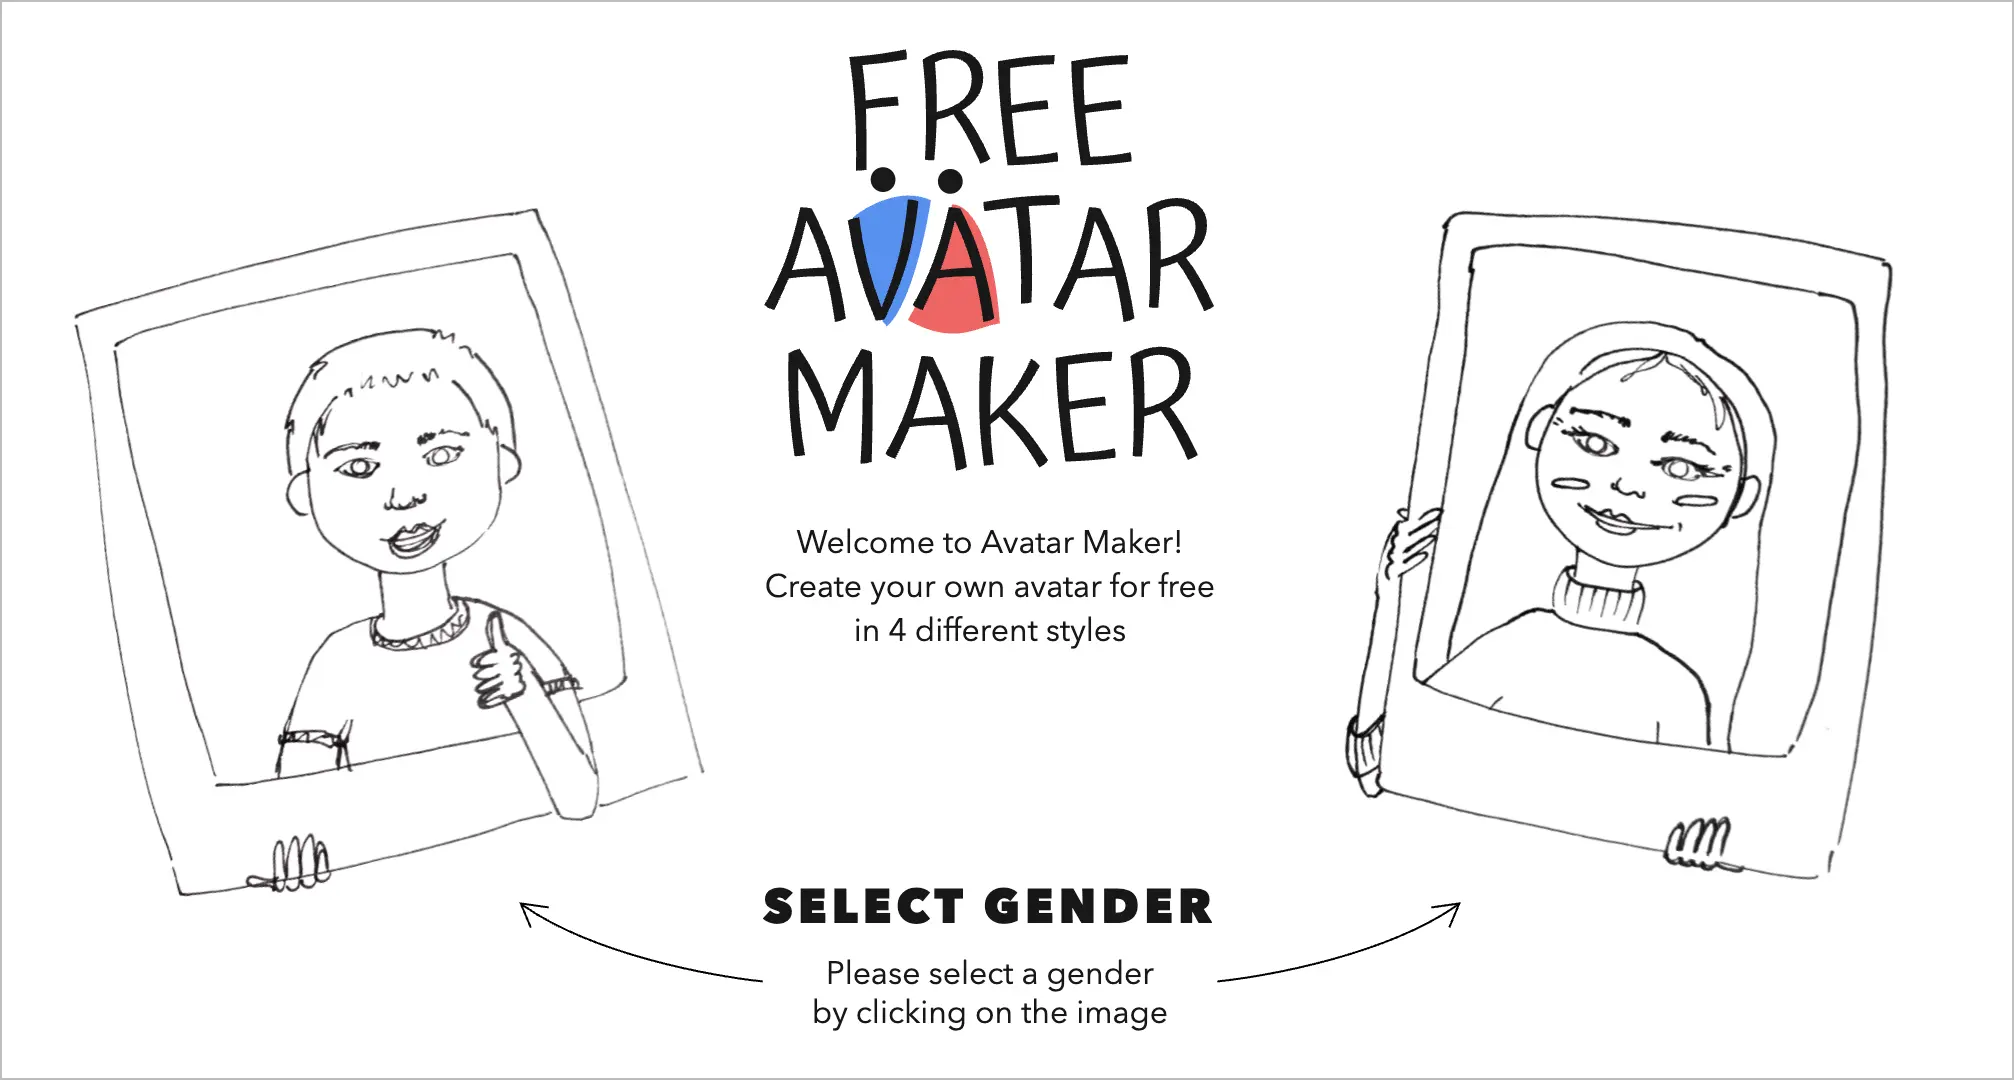 FREE
AVATAR
MAKER
Welcome to Avatar Maker!
Create your own avatar for free
in 4 different styles
SELECT GENDER
Please select a gender
by clicking on the image